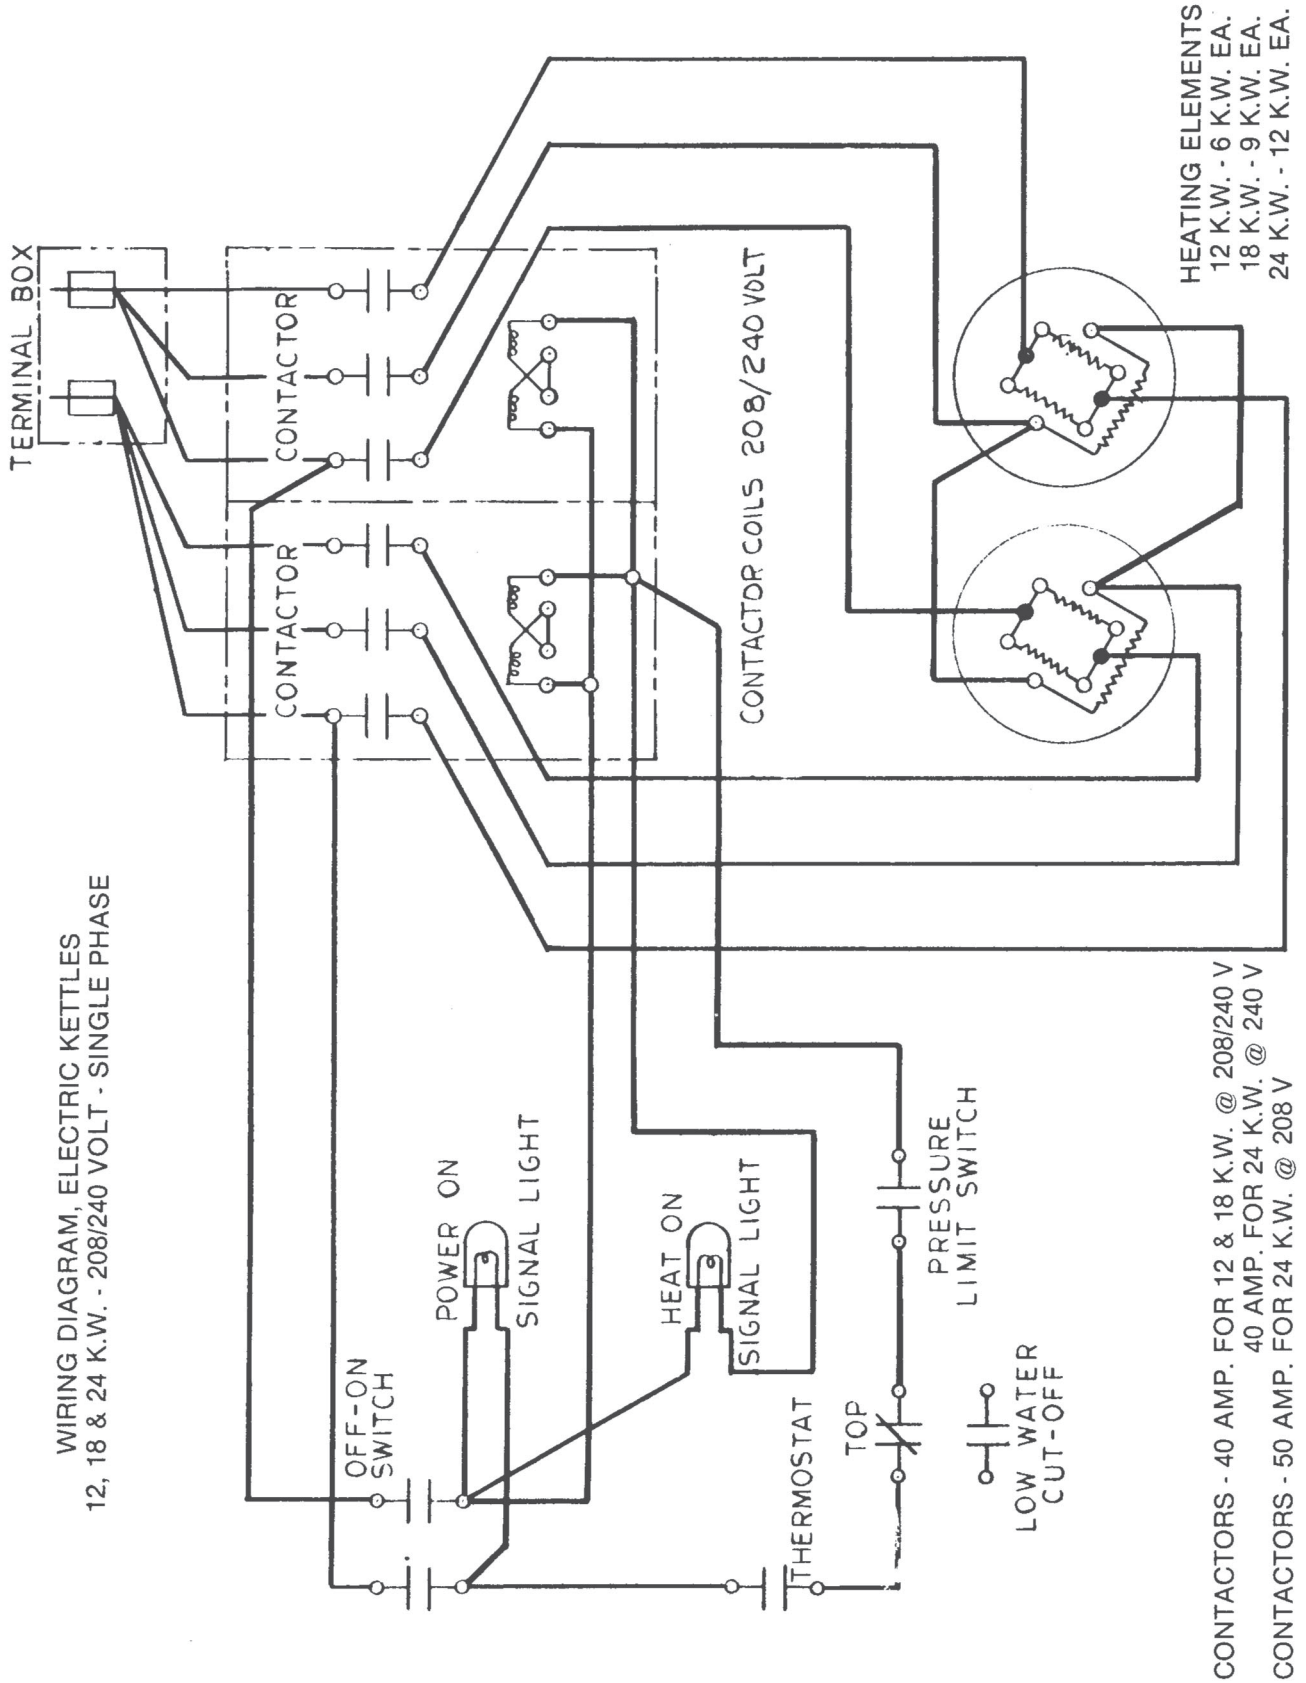 WIRING DIAGRAM, ELECTRIC KETTLES
12, 18 & 24 K.W. - 208/240 VOLT - SINGLE PHASE
TERMINAL BOX
CONTACTOR
CONTACTOR
OFF-ON
SWITCH
POWER ON
SIGNAL LIGHT
HEAT ON
SIGNAL LIGHT
CONTACTOR COILS 208/240 VOLT
THERMOSTAT
TOP
PRESSURE
LIMIT SWITCH
LOW WATER
CUT-OFF
CONTACTORS - 40 AMP. FOR 12 & 18 K.W. @ 208/240 V
40 AMP. FOR 24 K.W. @ 240 V
CONTACTORS - 50 AMP. FOR 24 K.W. @ 208 V
HEATING ELEMENTS
12 K.W. - 6 K.W. EA.
18 K.W. - 9 K.W. EA.
24 K.W. - 12 K.W. EA.